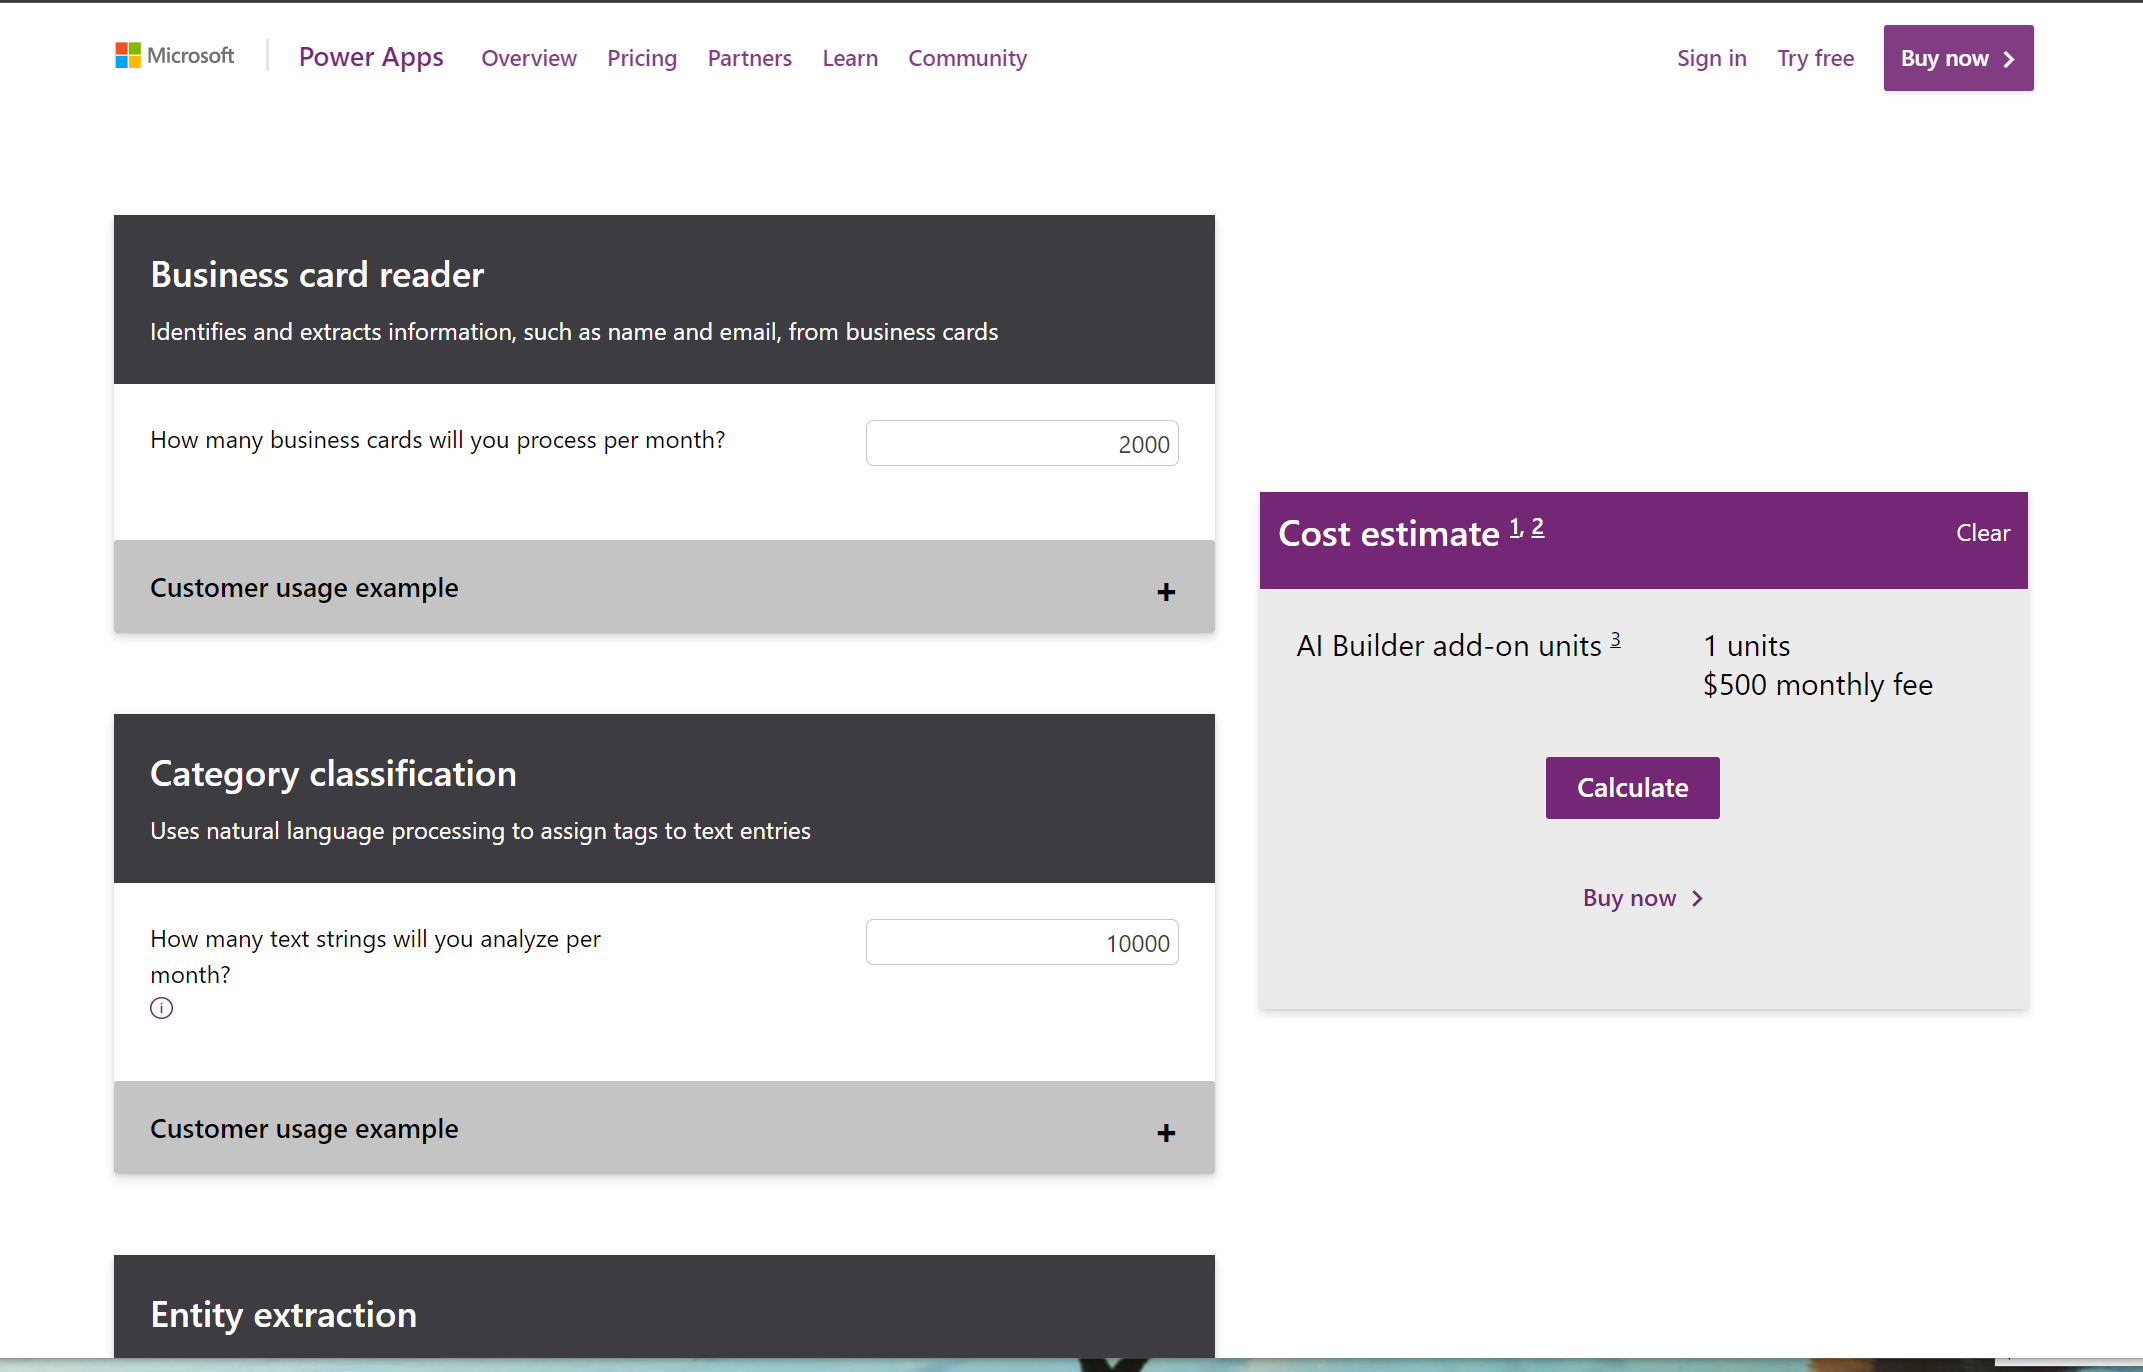 Microsoft
Power Apps
Overview
Pricing
Partners
Learn
Community
Sign in
Try free
Buy now
Business card reader
Identifies and extracts information, such as name and email, from business cards
How many business cards will you process per month?
2000
Customer usage example
+
Category classification
Uses natural language processing to assign tags to text entries
How many text strings will you analyze per
month?
10000
Customer usage example
+
Entity extraction
Cost estimate 1, 2
Clear
AI Builder add-on units 3
1 units
$500 monthly fee
Calculate
Buy now